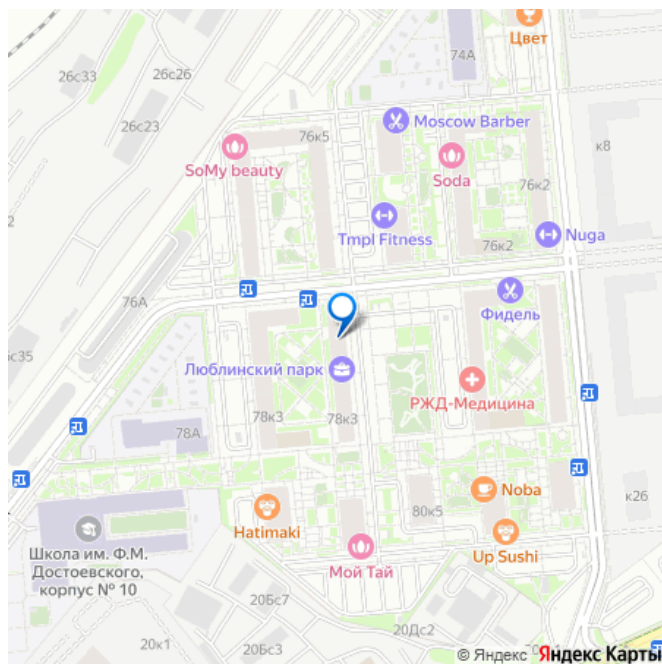 Цвет
26с33
26с26
74А
26с23
Moscow Barber
76к5
к8
SoMy beauty
Soda
76к2
Tmpl Fitness
Nuga
76к2
76А
Фидель
с35
Люблинский парк
РЖД-Медицина
78к3
78к3
78А
Noba
к26
80к5
Hatimaki
Up Sushi
Школа им. Ф.М.
Достоевского,
корпус № 10
Мой Тай
20Бс7
20к1
20Бс3
20Дс2
© Яндекс Яндекс Карты